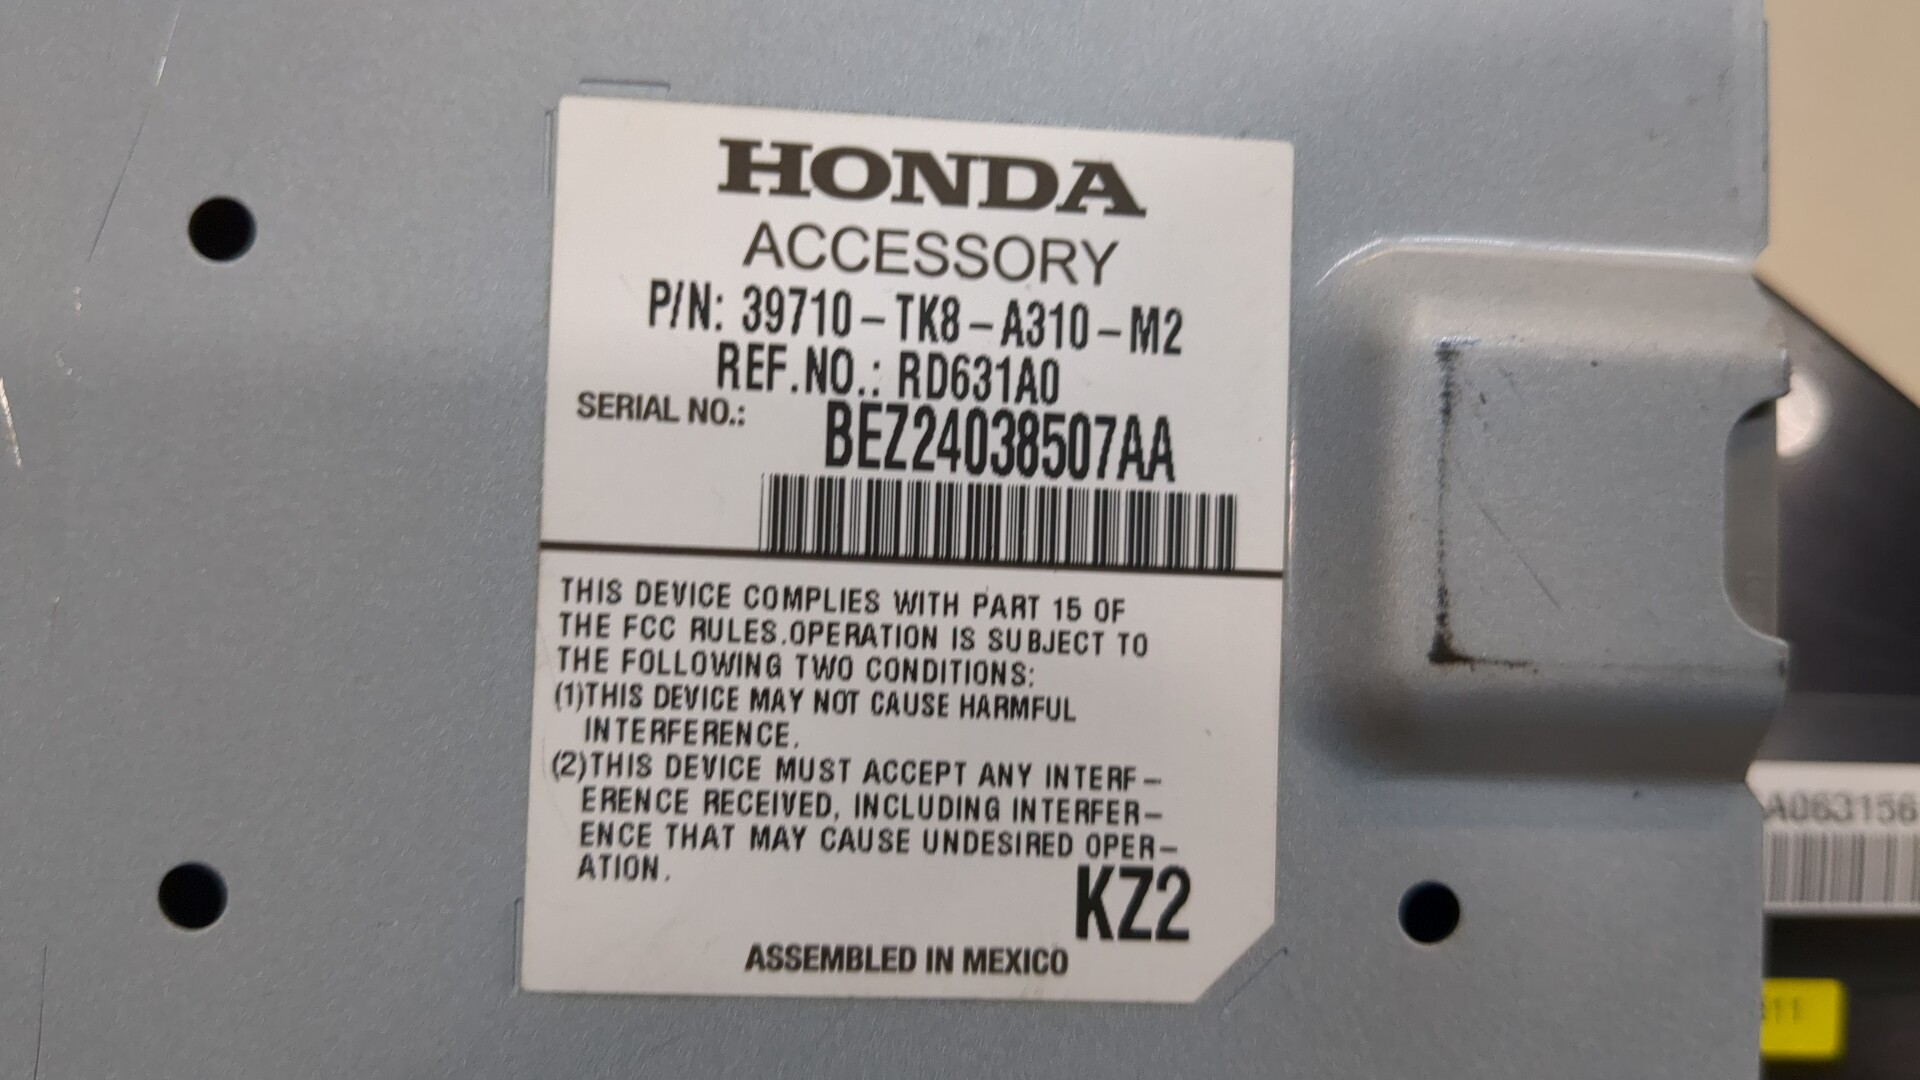 HONDA
ACCESSORY
P/N: 39710-TK8-A310-M2
REF.NO.: RD631A0
SERIAL NO.: BEZ24038507AA
THIS DEVICE COMPLIES WITH PART 15 OF
THE FCC RULES.OPERATION IS SUBJECT TO
THE FOLLOWING TWO CONDITIONS:
(1)THIS DEVICE MAY NOT CAUSE HARMFUL
INTERFERENCE.
(2)THIS DEVICE MUST ACCEPT ANY INTERF-
ERENCE RECEIVED, INCLUDING INTERFER-
ENCE THAT MAY CAUSE UNDESIRED OPER-
ATION.
KZ2
ASSEMBLED IN MEXICO
A063156